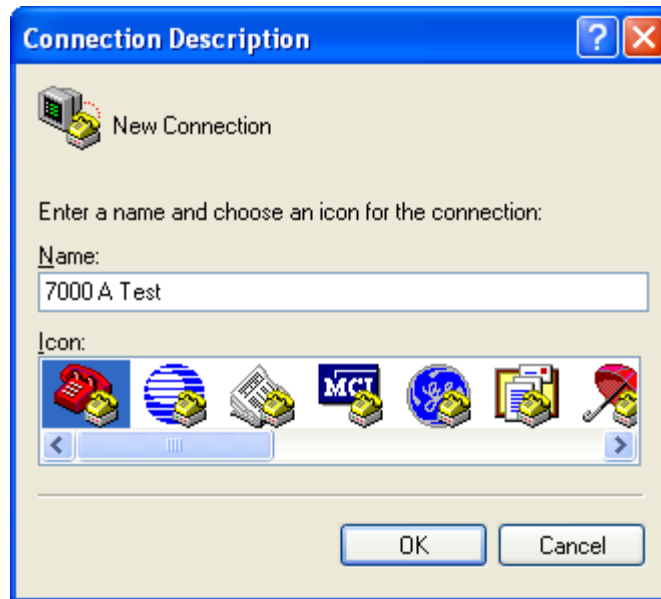 Connection Description
New Connection
Enter a name and choose an icon for the connection:
Name:
7000 A Test
Icon:
MCI
OK Cancel